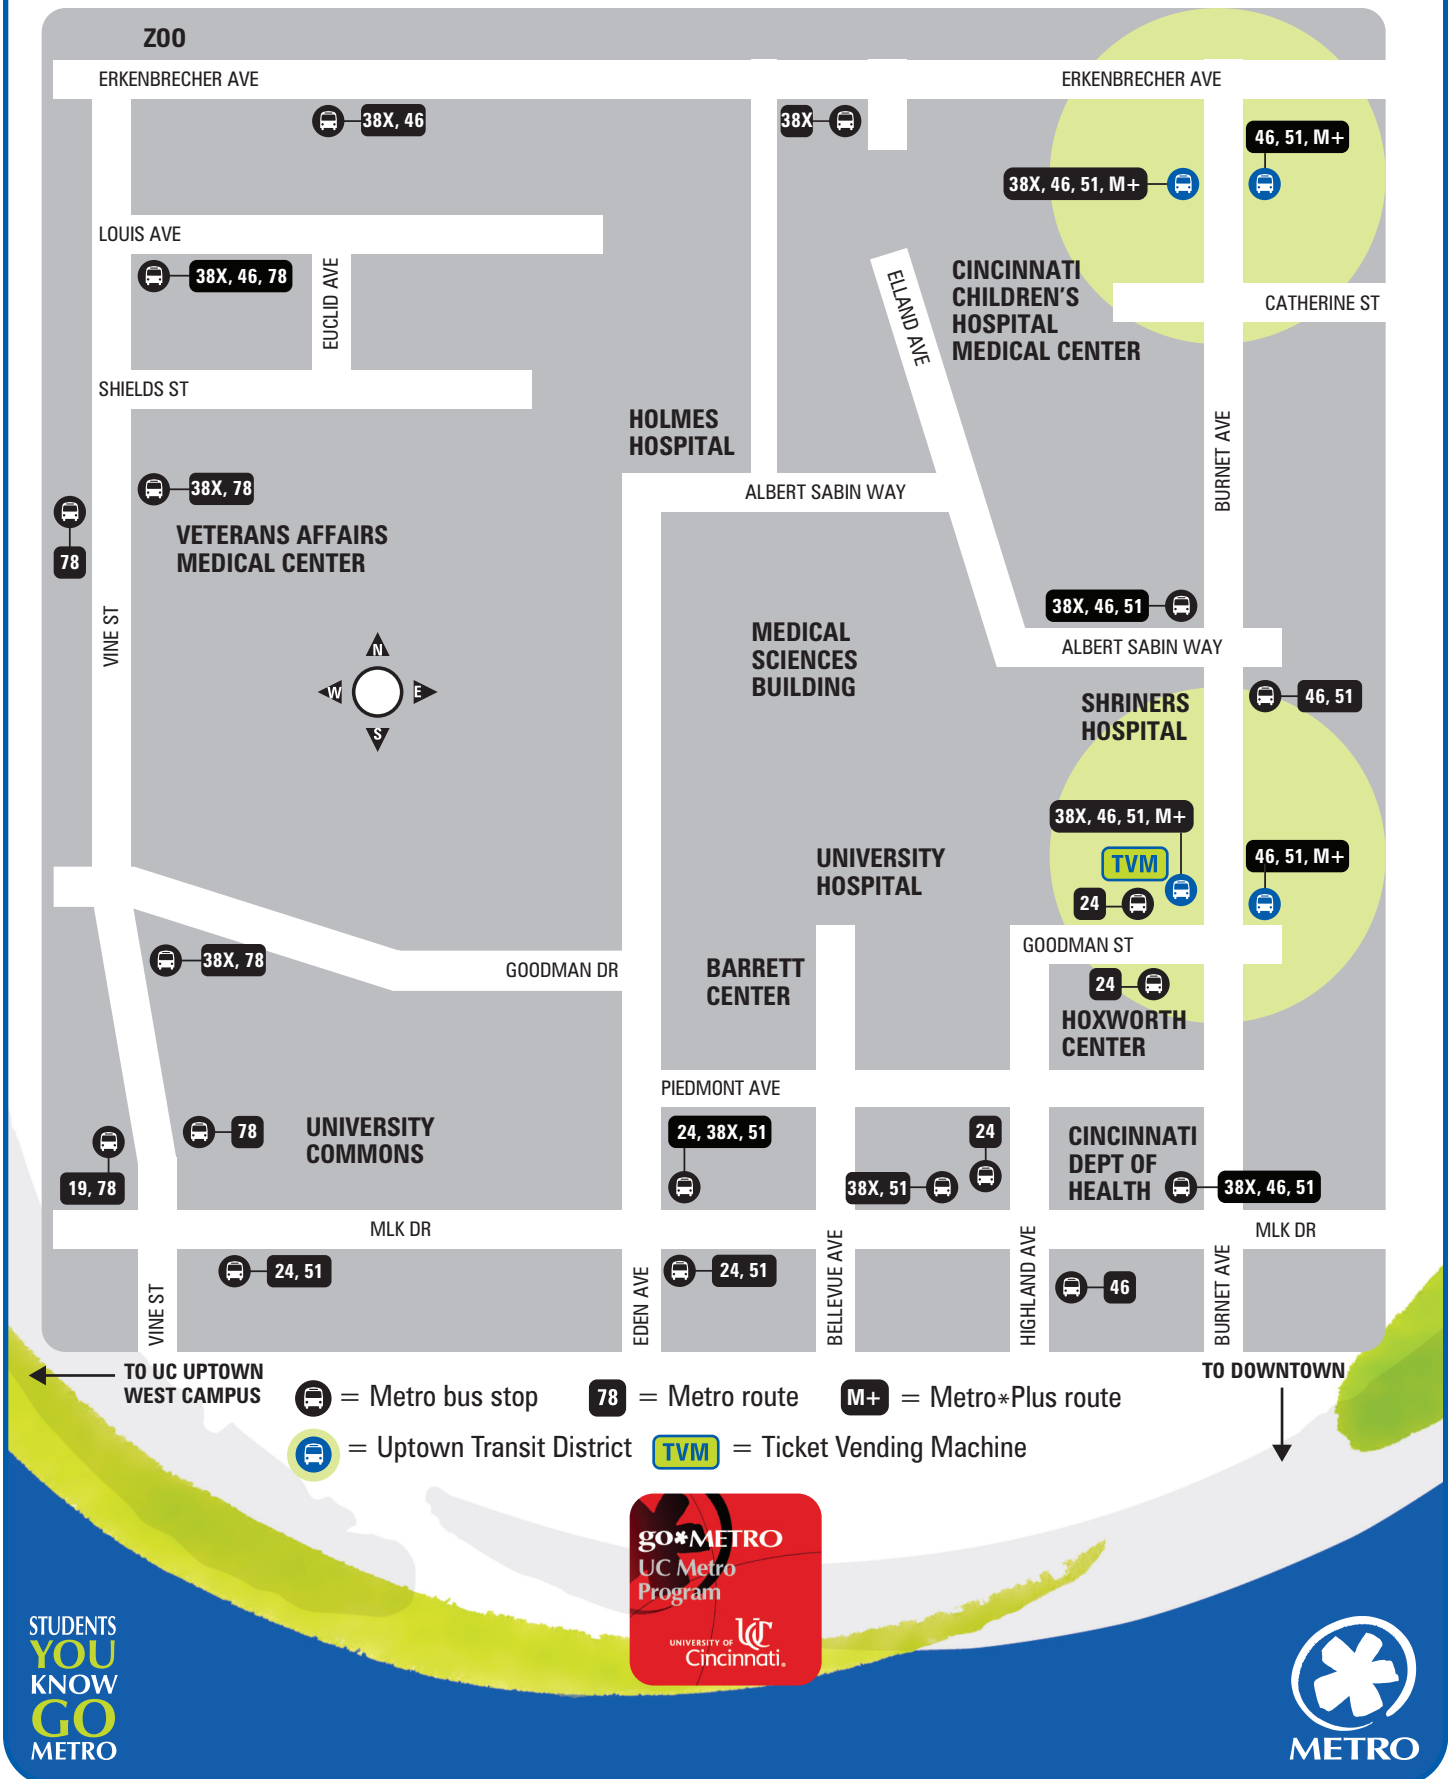 ZOO
ERKENBRECHER AVE
ERKENBRECHER AVE
38X, 46
38X
46, 51, M+
38X, 46, 51, M+
LOUIS AVE
38X, 46, 78
EUCLID AVE
ELLAND AVE
CINCINNATI
CHILDREN'S
HOSPITAL
MEDICAL CENTER
CATHERINE ST
SHIELDS ST
HOLMES
HOSPITAL
BURNET AVE
38X, 78
ALBERT SABIN WAY
78
VETERANS AFFAIRS
MEDICAL CENTER
VINE ST
38X, 46, 51
MEDICAL
SCIENCES
BUILDING
ALBERT SABIN WAY
N
W
E
S
SHRINERS
HOSPITAL
46, 51
38X, 46, 51, M+
UNIVERSITY
HOSPITAL
TVM
46, 51, M+
24
GOODMAN ST
38X, 78
GOODMAN DR
BARRETT
CENTER
24
HOXWORTH
CENTER
PIEDMONT AVE
78
UNIVERSITY
COMMONS
24, 38X, 51
24
CINCINNATI
DEPT OF
HEALTH
19, 78
38X, 51
38X, 46, 51
MLK DR
MLK DR
24, 51
24, 51
46
VINE ST
EDEN AVE
BELLEVUE AVE
HIGHLAND AVE
BURNET AVE
TO UC UPTOWN
WEST CAMPUS
TO DOWNTOWN
= Metro bus stop
78 = Metro route
M+ = Metro*Plus route
= Uptown Transit District
TVM = Ticket Vending Machine
go*METRO
UC Metro
Program
UC
UNIVERSITY OF
Cincinnati.
STUDENTS
YOU
KNOW
GO
METRO
METRO